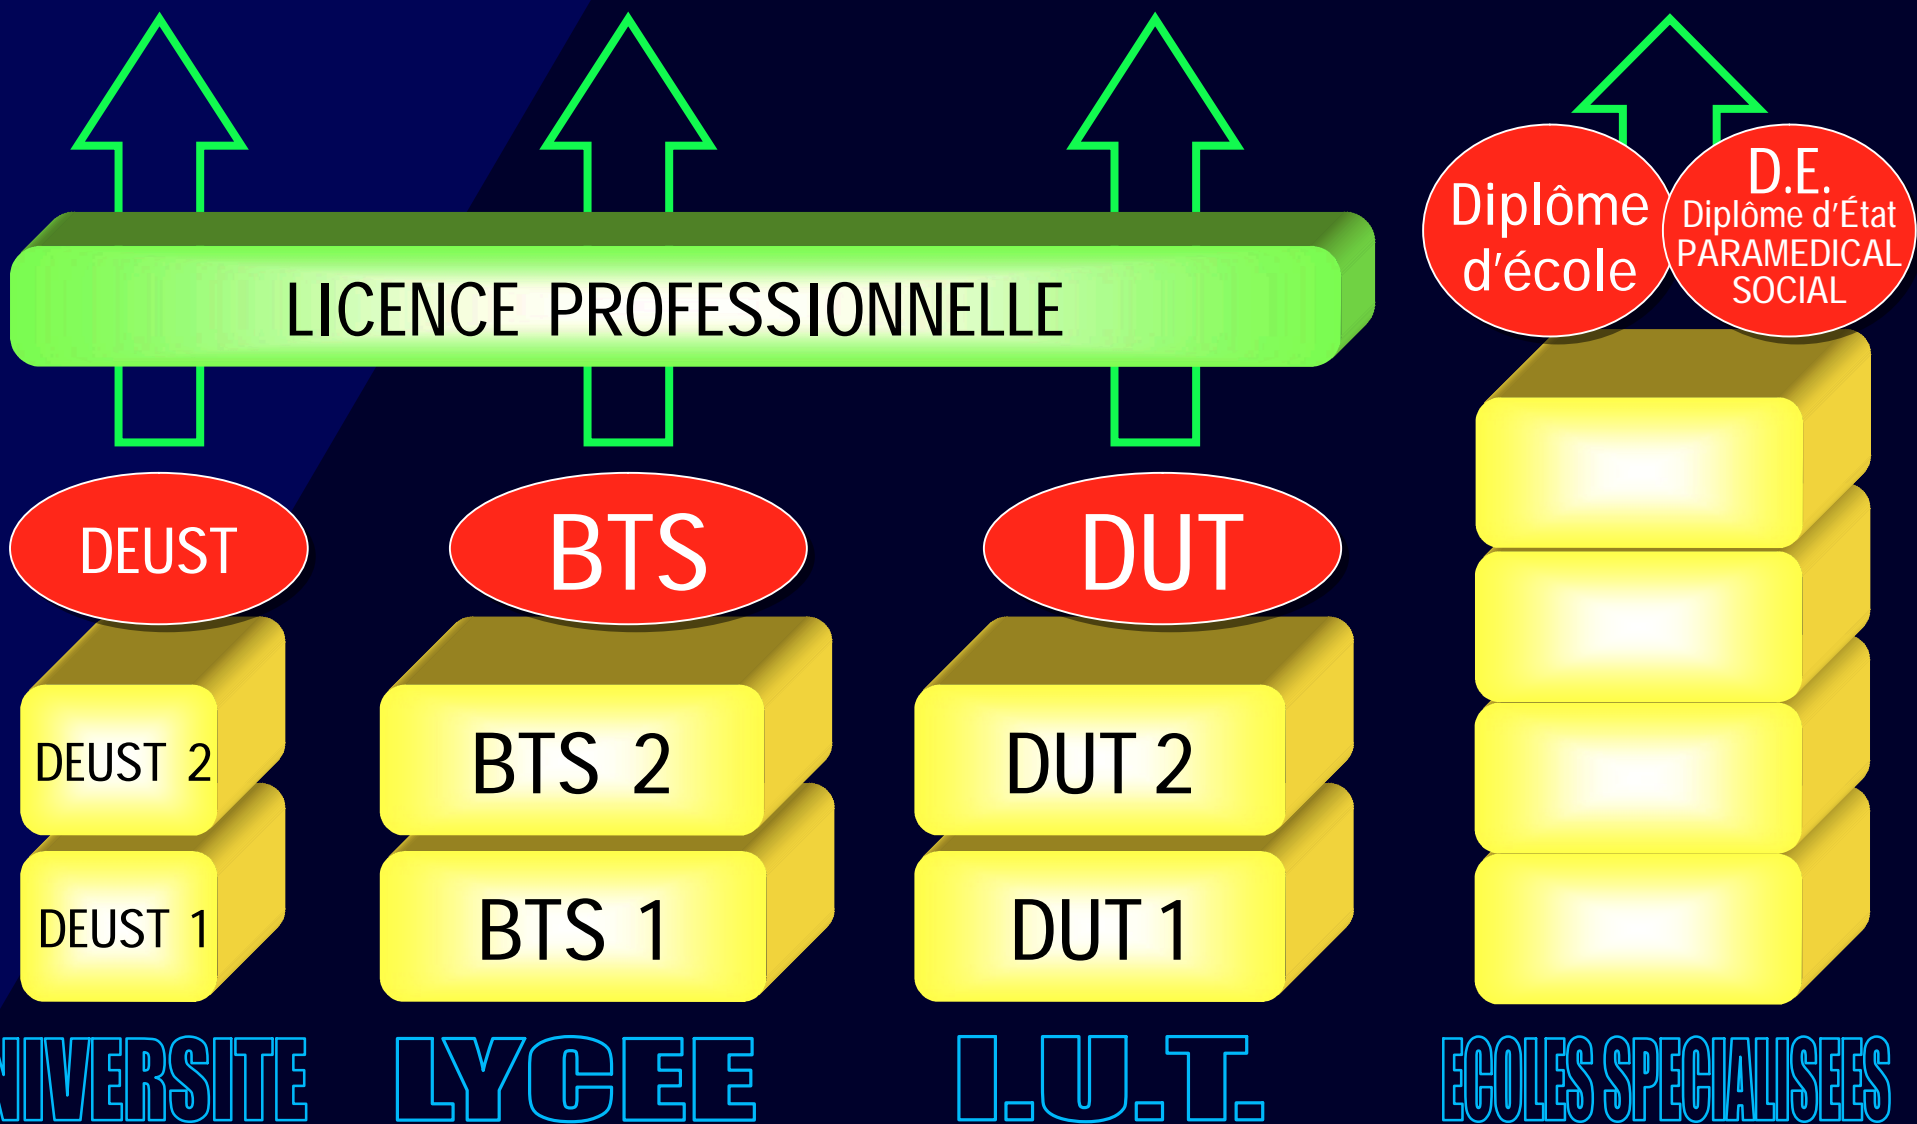 Diplôme
d'école
D.E.
Diplôme d'État
PARAMEDICAL
SOCIAL
LICENCE PROFESSIONNELLE
DEUST
BTS
DUT
DEUST 2
BTS 2
DUT 2
DEUST 1
BTS 1
DUT 1
NIVERSITE
LYCEE
I.U.T.
ECOLES SPECIALISEES